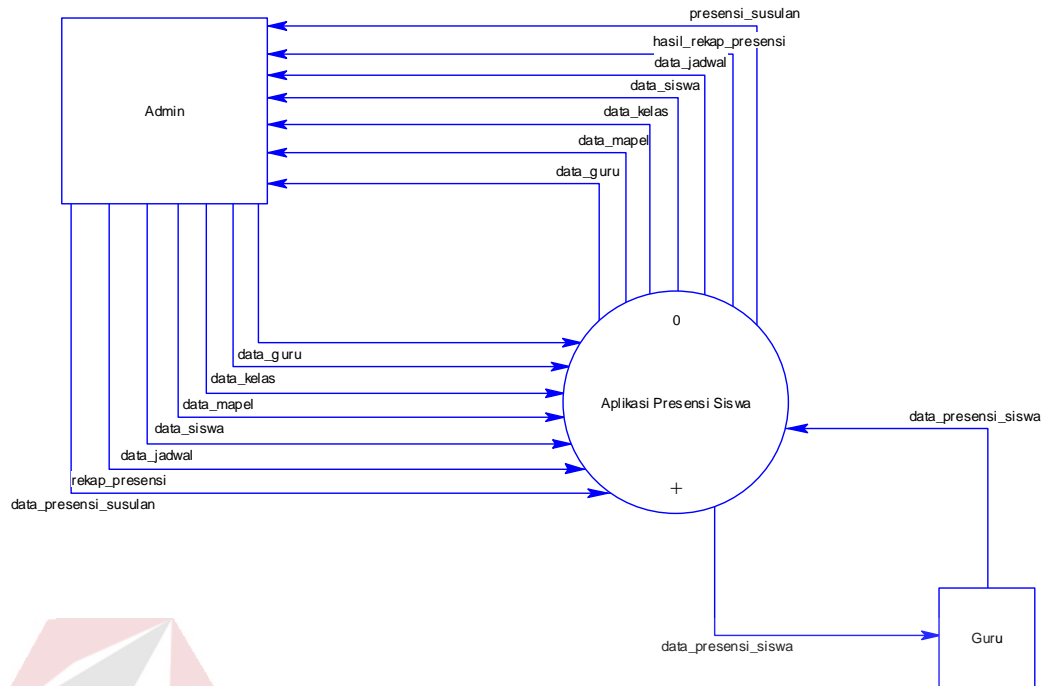 presensi_susulan
hasil_rekap_presensi
data_jadwal
data_siswa
data_kelas
data_mapel
data_guru
Admin
0
Aplikasi Presensi Siswa
+
data_guru
data_kelas
data_mapel
data_siswa
data_jadwal
rekap_presensi
data_presensi_susulan
data_presensi_siswa
Guru
data_presensi_siswa